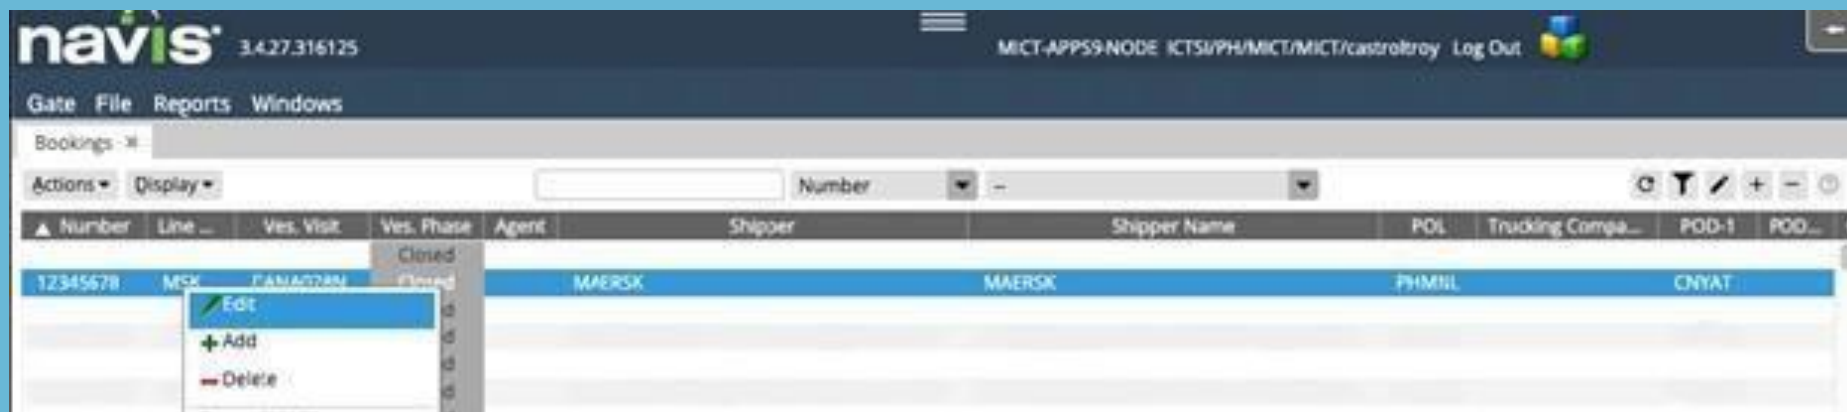 navis 3.4.27.316125
MICT-APPS9-NODE ICTSI/PH/MICT/MICT/castroltroy Log Out
Gate File Reports Windows
Bookings ×
Actions Display Number --
Number Line ... Ves. Visit Ves. Phase Agent Shipper Shipper Name POL Trucking Compa... POD-1 POD...
Closed
12345678 MSK CANA028N Closed MAERSK MAERSK PHMNL CNYAT
Edit
d
Add
d
d
Delete
d